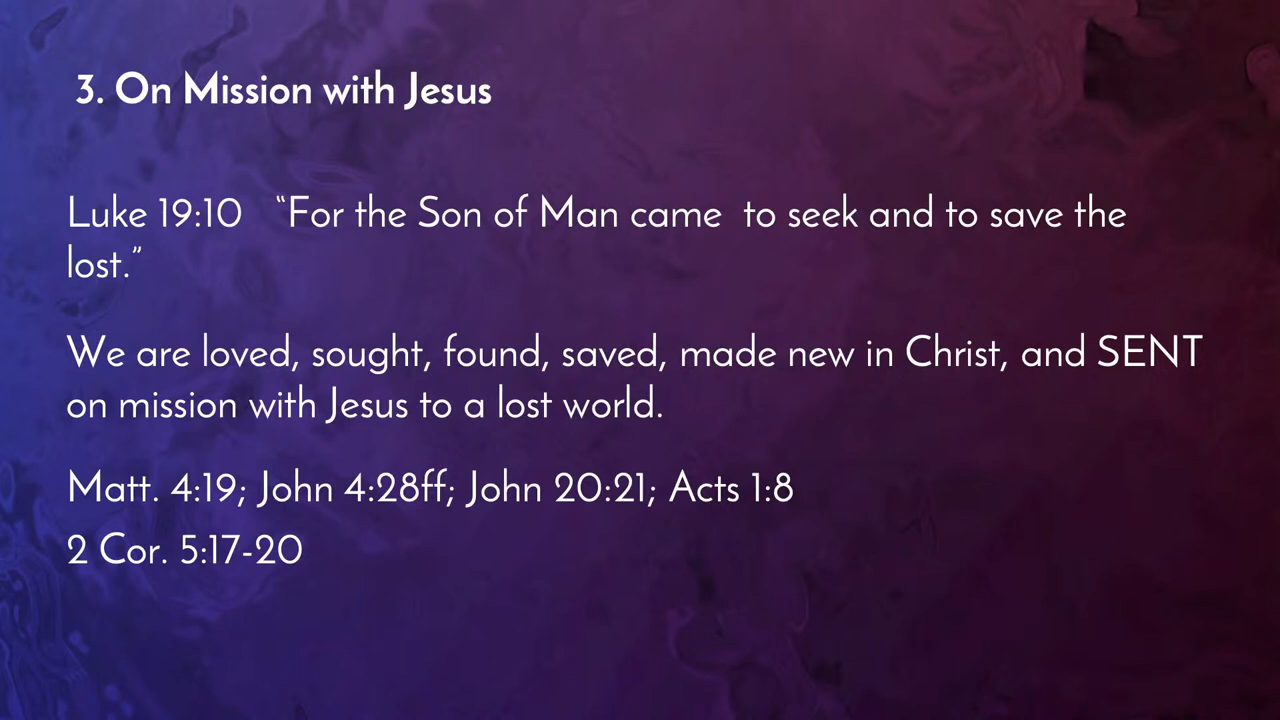 3. On Mission with Jesus
Luke 19:10 “For the Son of Man came  to seek and to save the
lost.”
We are loved, sought, found, saved, made new in Christ, and SENT
on mission with Jesus to a lost world.
Matt. 4:19; John 4:28ff; John 20:21; Acts 1:8
2 Cor. 5:17-20